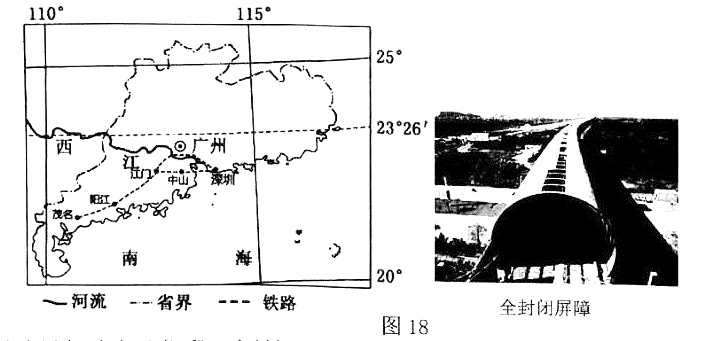 110° 115°
25°
23°26′
西
广州
江
江门 中山 深圳
阳江
茂名
南 海
20°
河流 省界 铁路
全封闭屏障
图 18